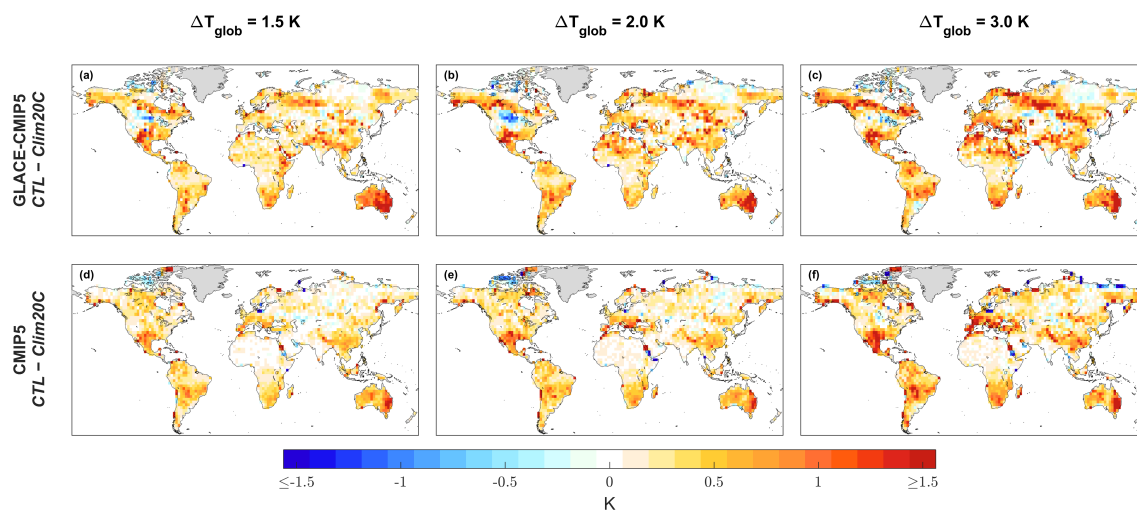 ΔT_glob = 1.5 K
ΔT_glob = 2.0 K
ΔT_glob = 3.0 K
GLACE-CMIP5
CTL − Clim20C
(a)
(b)
(c)
CMIP5
CTL − Clim20C
(d)
(e)
(f)
≤-1.5 -1 -0.5 0 0.5 1 ≥1.5
K